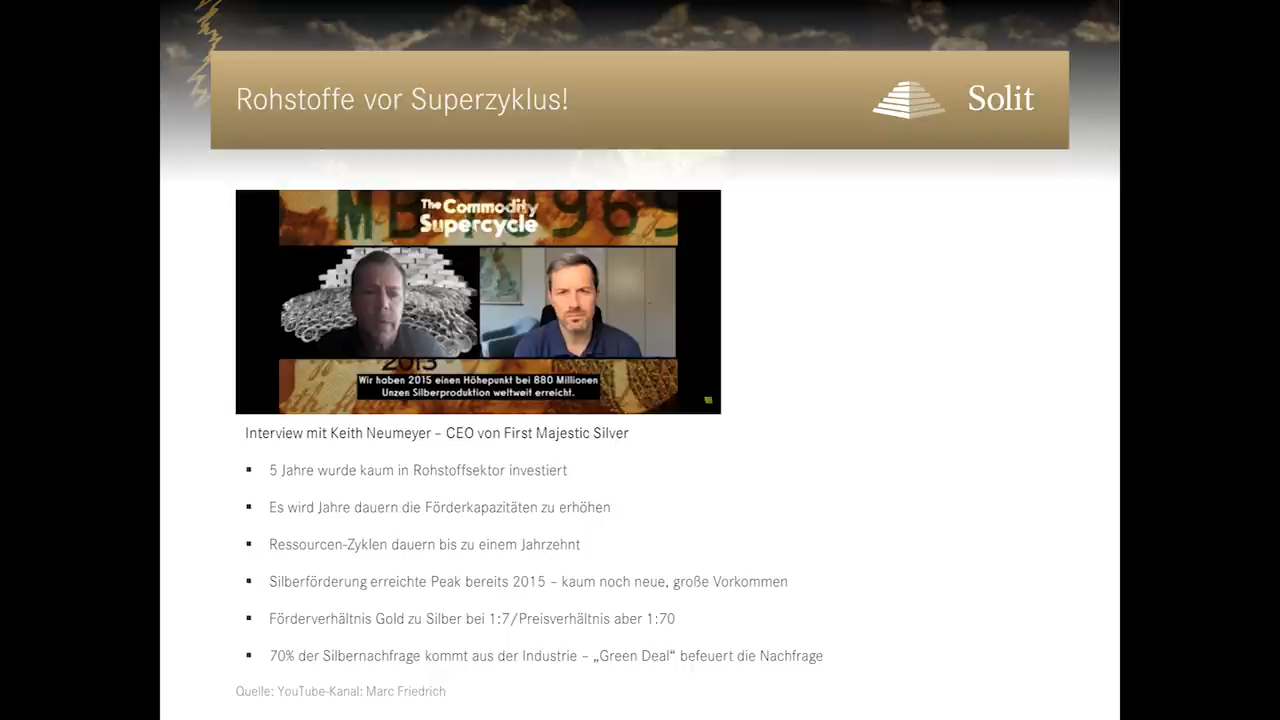 Rohstoffe vor Superzyklus!
Solit
The Commodity
Supercycle
2013
Wir haben 2015 einen Höhepunkt bei 880 Millionen
Unzen Silberproduktion weltweit erreicht.
Interview mit Keith Neumeyer – CEO von First Majestic Silver
▪ 5 Jahre wurde kaum in Rohstoffsektor investiert
▪ Es wird Jahre dauern die Förderkapazitäten zu erhöhen
▪ Ressourcen-Zyklen dauern bis zu einem Jahrzehnt
▪ Silberförderung erreichte Peak bereits 2015 – kaum noch neue, große Vorkommen
▪ Förderverhältnis Gold zu Silber bei 1:7/Preisverhältnis aber 1:70
▪ 70% der Silbernachfrage kommt aus der Industrie – „Green Deal“ befeuert die Nachfrage
Quelle: YouTube-Kanal: Marc Friedrich